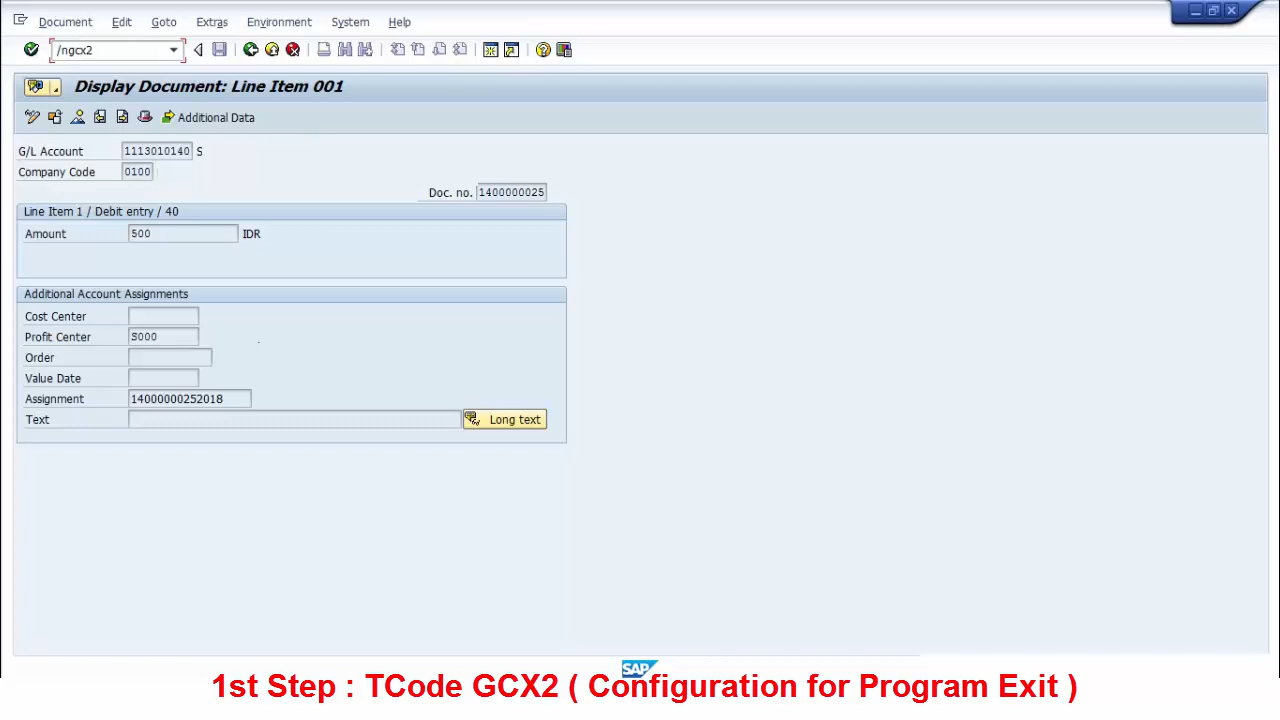 Document Edit Goto Extras Environment System Help
/ngcx2
Display Document: Line Item 001
Additional Data
G/L Account 1113010140 S
Company Code 0100
Doc. no. 1400000025
Line Item 1 / Debit entry / 40
Amount 500 IDR
Additional Account Assignments
Cost Center
Profit Center S000
Order
Value Date
Assignment 14000000252018
Text Long text
SAP
1st Step : TCode GCX2 ( Configuration for Program Exit )